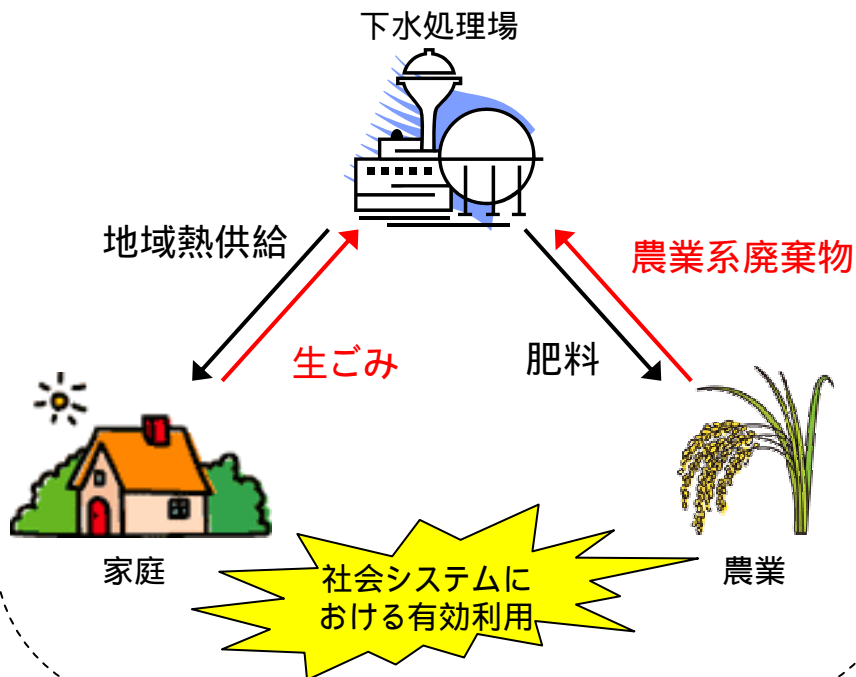 下水処理場
地域熱供給
農業系廃棄物
生ごみ
肥料
家庭
農業
社会システムに
おける有効利用